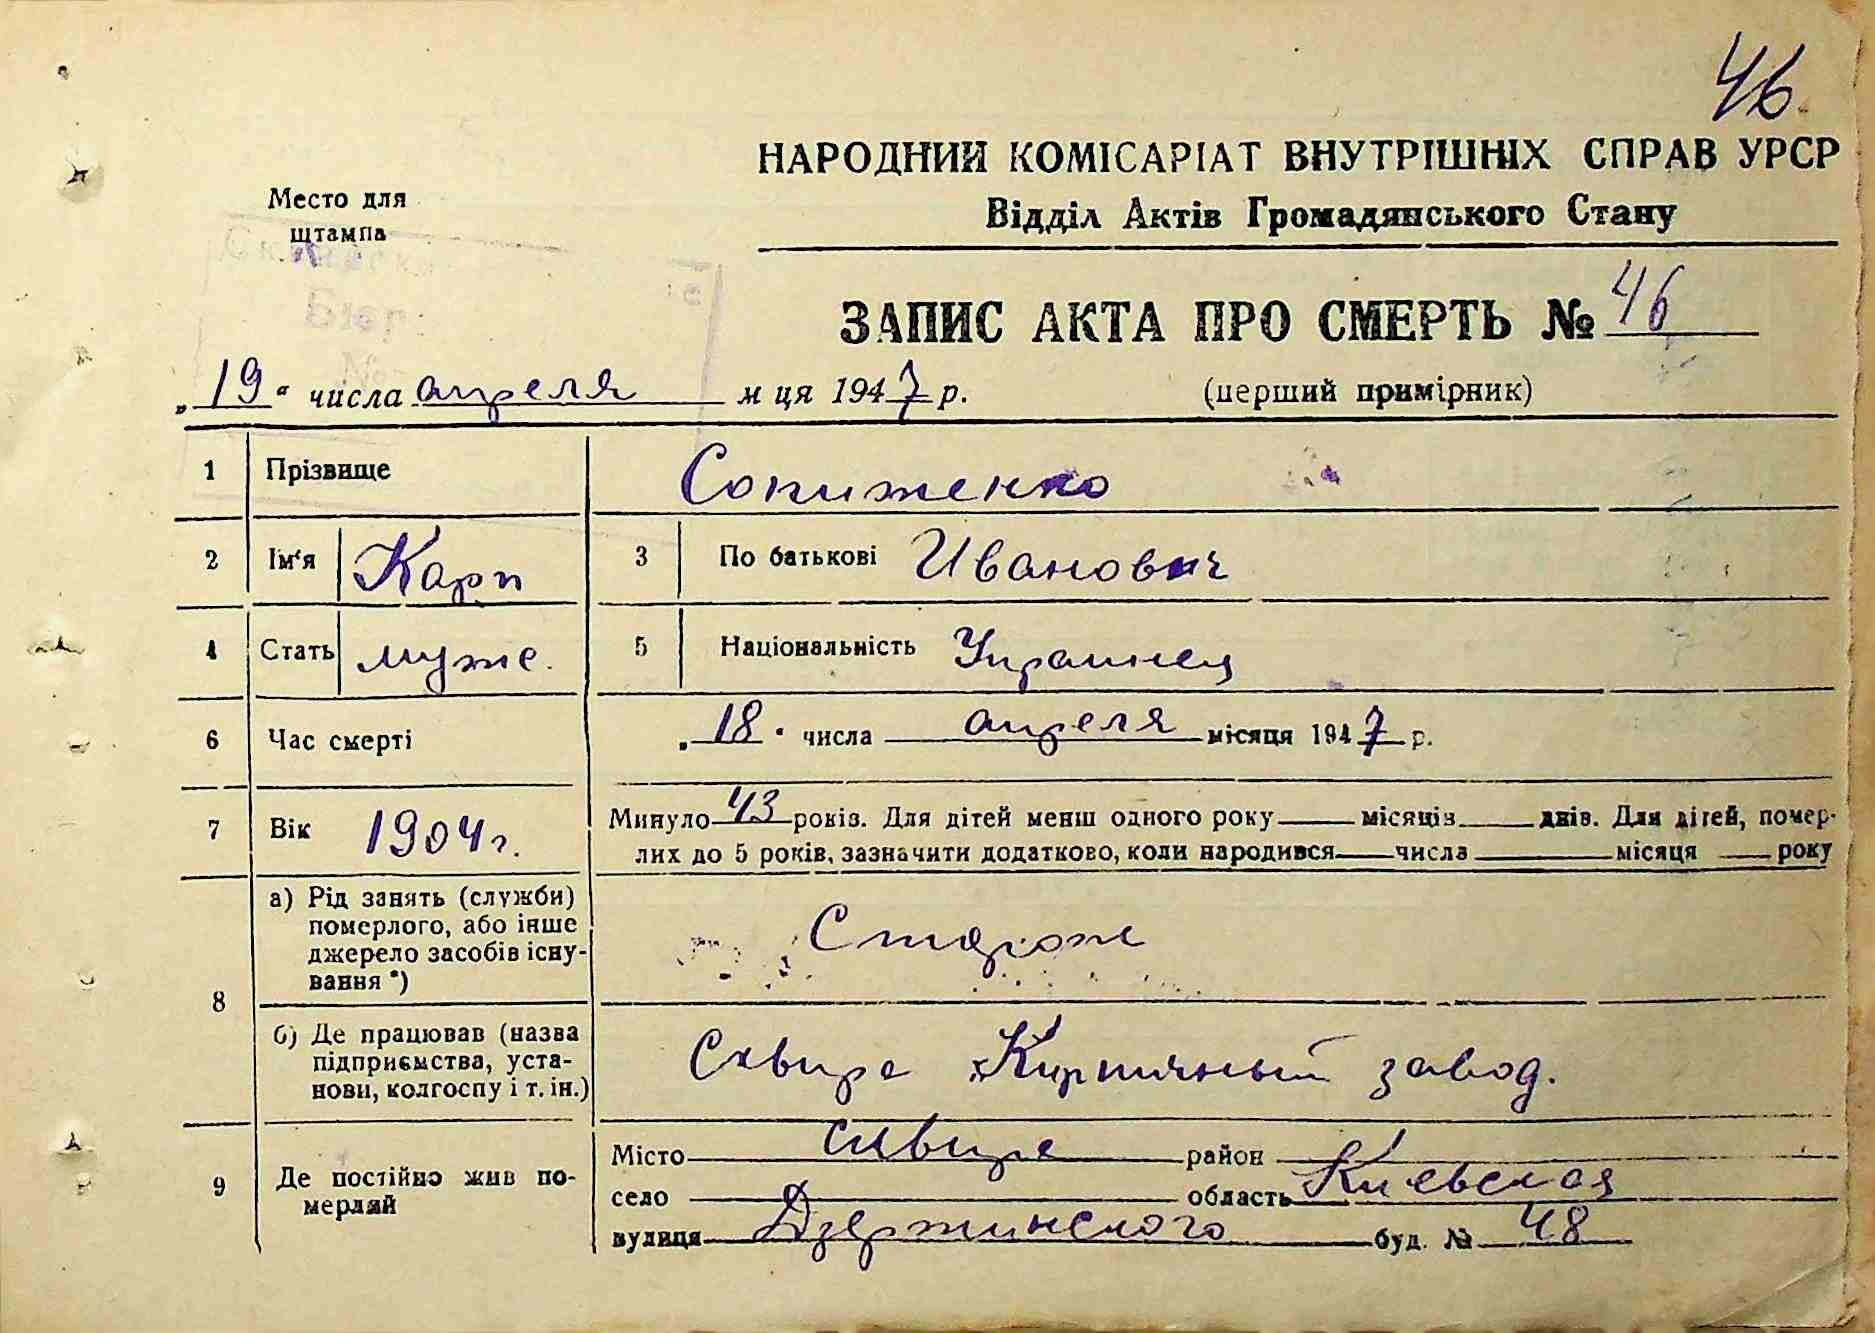 46.
НАРОДНИЙ КОМІСАРІАТ ВНУТРІШНІХ СПРАВ УРСР
Відділ Актів Громадянського Стану
Место для
штампа
Бюр
ЗАПИС АКТА ПРО СМЕРТЬ № 46
„19“ числа апреля м ця 1947 р. (перший примірник)
1 Прізвище Сопиженко
2 Ім'я Карп 3 По батькові Иванович
4 Стать муже. 5 Національність Украинец
6 Час смерті „18“ числа апреля місяця 1947 р.
7 Вік 1904 г. Минуло 43 років. Для дітей менш одного року місяців днів. Для дітей, помер-
лих до 5 років, зазначити додатково, коли народився числа місяця року
8 а) Рід занять (служби)
померлого, або інше
джерело засобів існу-
вання *) Сторож
б) Де працював (назва
підприємства, уста-
нови, колгоспу і т. ін.) Сквира Кирпичный завод.
9 Де постійно жив по-
мерлий
Місто сквира район
село область Киевская
вулиця Дзержинского буд. № 48